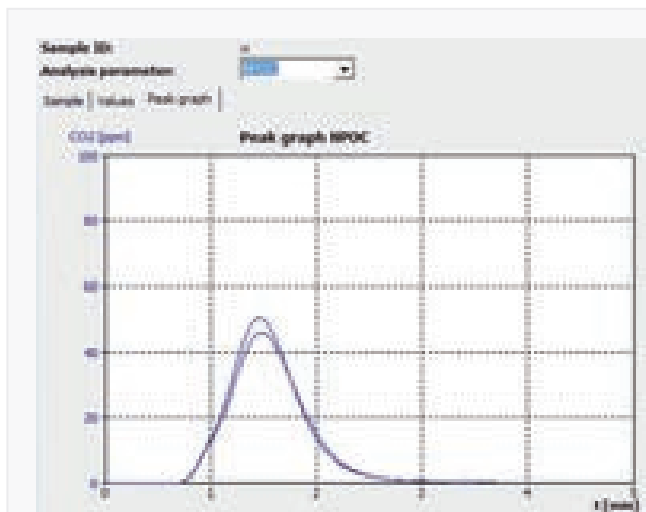 Sample ID:
Analysis parameter:
Sample Values Peak graph
CO2 [ppm] Peak graph NPOC
100
80
60
40
20
0
0 1 2 3 4 5
t [min]